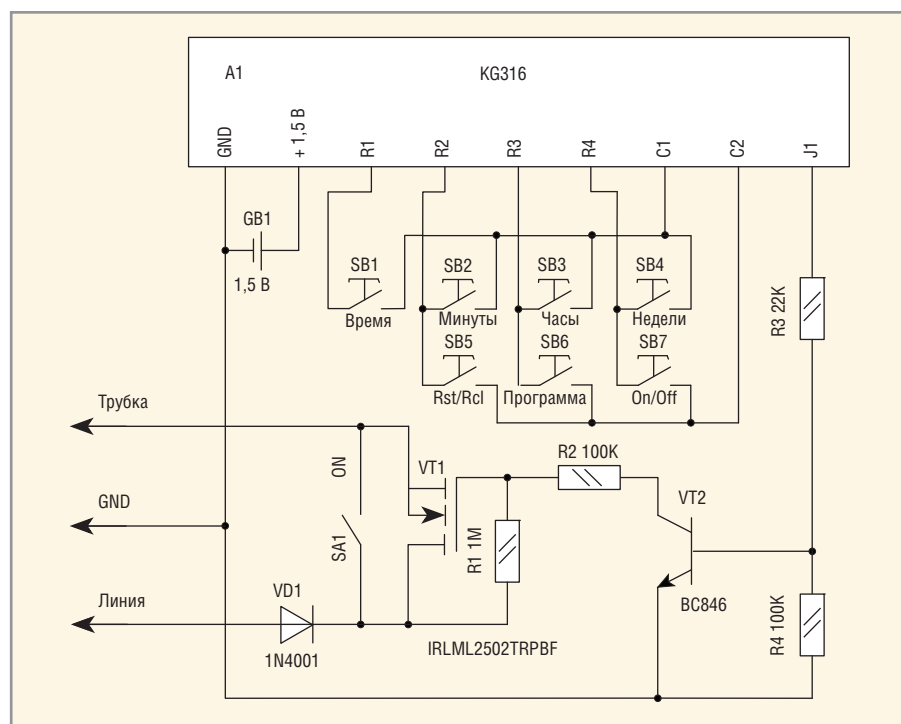 A1
KG316
GND
+ 1,5 В
R1
R2
R3
R4
C1
C2
J1
GB1
1,5 В
SB1
Время
SB2
Минуты
SB3
Часы
SB4
Недели
SB5
Rst/Rcl
SB6
Программа
SB7
On/Off
R3 22K
Трубка
ON
SA1
VT1
R2 100K
VT2
GND
R1 1M
Линия
VD1
1N4001
IRLML2502TRPBF
BC846
R4 100K